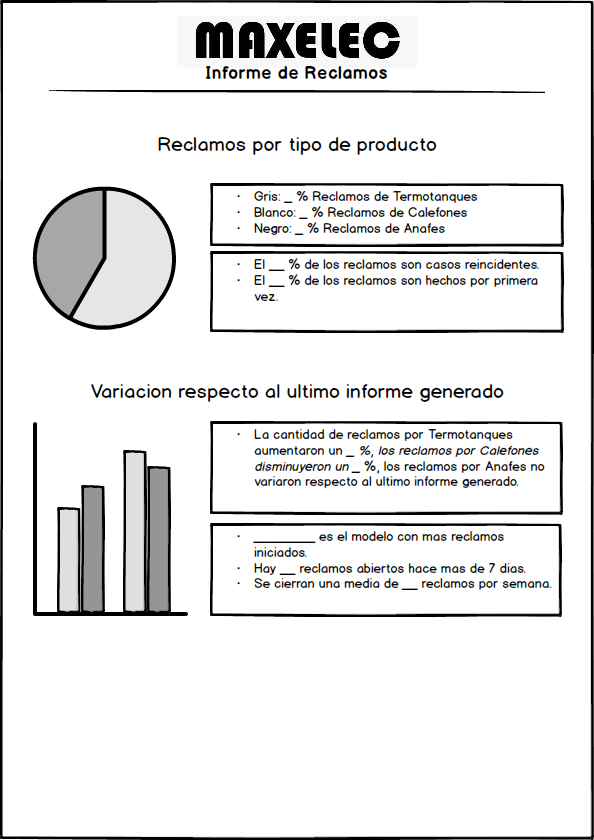 MAXELEC
Informe de Reclamos
Reclamos por tipo de producto
· Gris: _ % Reclamos de Termotanques
· Blanco: _ % Reclamos de Calefones
· Negro: _ % Reclamos de Anafes
· El __ % de los reclamos son casos reincidentes.
· El __ % de los reclamos son hechos por primera
vez.
Variacion respecto al ultimo informe generado
· La cantidad de reclamos por Termotanques
aumentaron un _ %, los reclamos por Calefones
disminuyeron un _ %, los reclamos por Anafes no
variaron respecto al ultimo informe generado.
· ________ es el modelo con mas reclamos
iniciados.
· Hay __ reclamos abiertos hace mas de 7 dias.
· Se cierran una media de __ reclamos por semana.